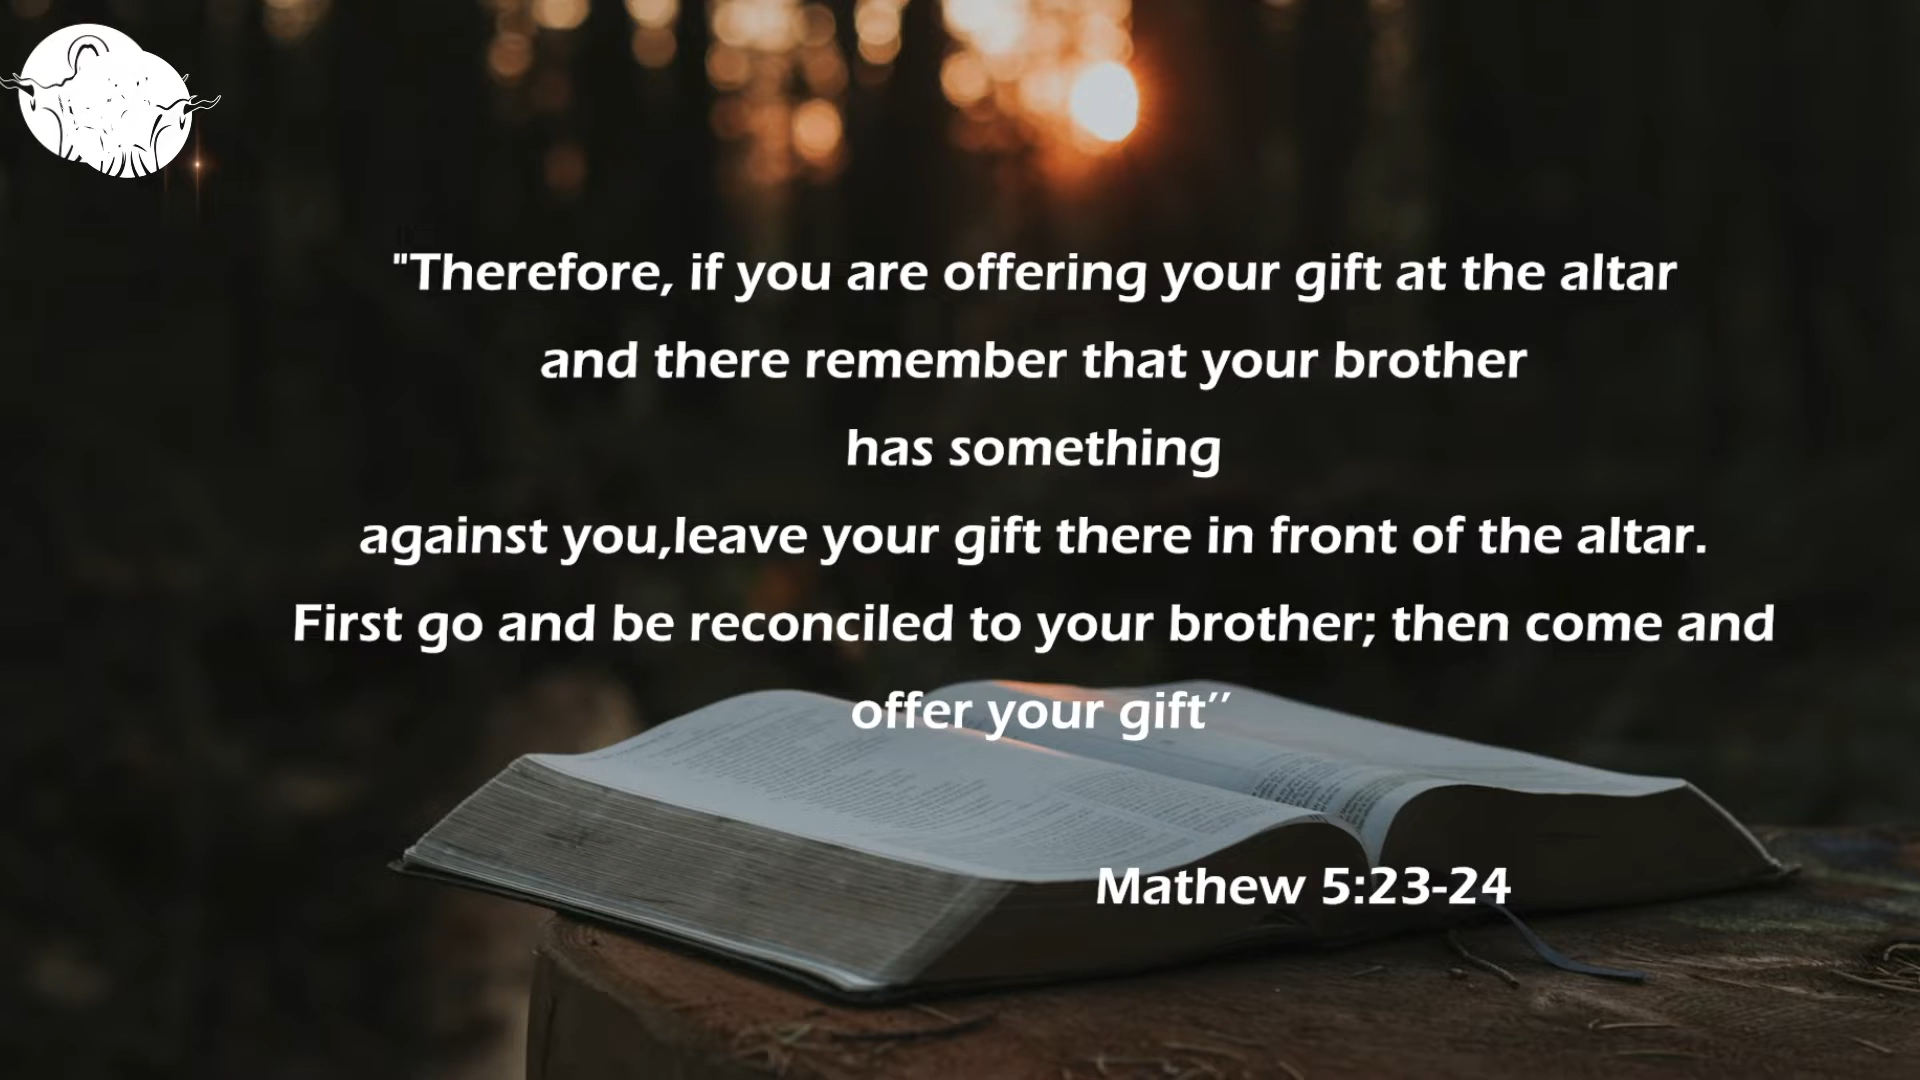 "Therefore, if you are offering your gift at the altar
and there remember that your brother
has something
against you,leave your gift there in front of the altar.
First go and be reconciled to your brother; then come and
offer your gift’’
Mathew 5:23-24